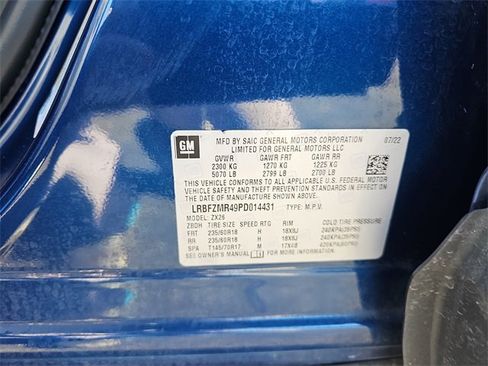 GM
MFD BY SAIC GENERAL MOTORS CORPORATION 07/22
LIMITED FOR GENERAL MOTORS LLC
GVWR GAWR FRT GAWR RR
2300 KG 1270 KG 1225 KG
5070 LB 2799 LB 2700 LB
THIS VEHICLE CONFORMS TO ALL APPLICABLE U.S. FEDERAL MOTOR
VEHICLE SAFETY AND THEFT PREVENTION STANDARDS IN EFFECT ON
THE DATE OF MANUFACTURE SHOWN ABOVE.
LRBFZMR49PD014431 TYPE: M.P.V.
MODEL: ZX26
ZBDH TIRE SIZE SPEED RTG RIM COLD TIRE PRESSURE
FRT 235/60R18 H 18X8J 240KPA(35PSI)
RR 235/60R18 H 18X8J 240KPA(35PSI)
SPA T145/70R17 M 17X4B 420KPA(60PSI)
SEE OWNER'S MANUAL FOR MORE INFORMATION.